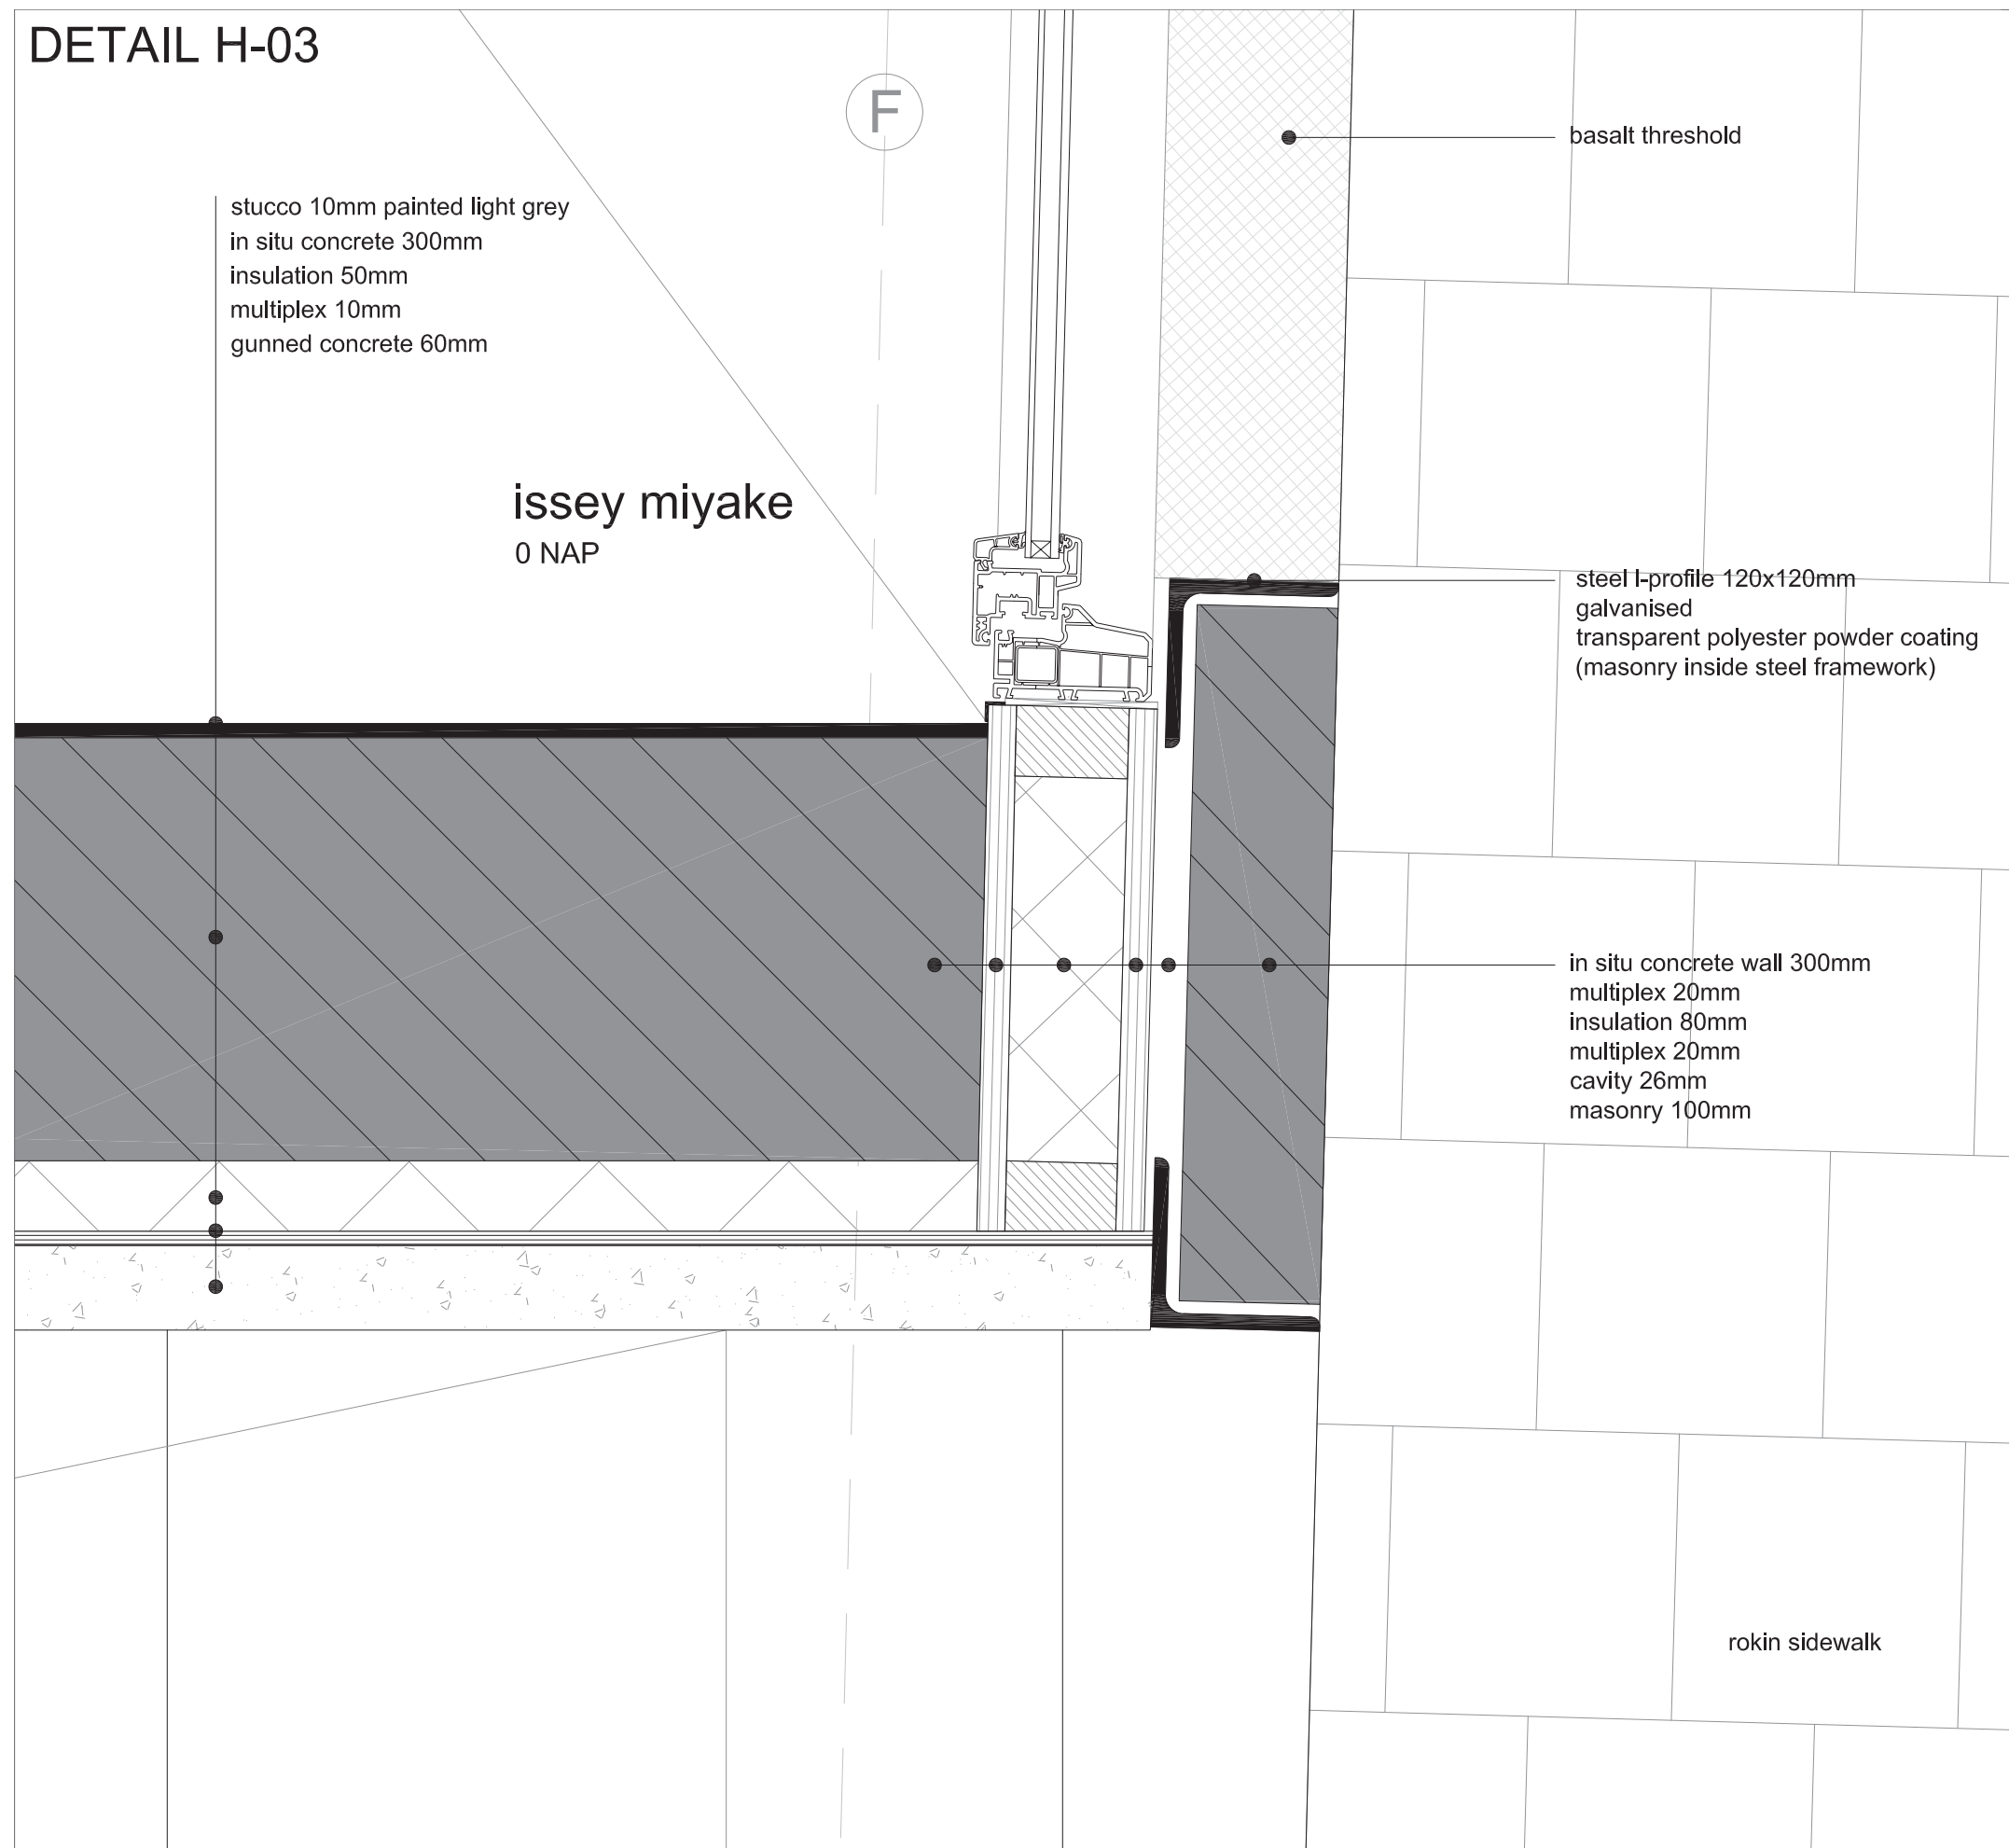 DETAIL H-03
F
basalt threshold
stucco 10mm painted light grey
in situ concrete 300mm
insulation 50mm
multiplex 10mm
gunned concrete 60mm
issey miyake
0 NAP
steel l-profile 120x120mm
galvanised
transparent polyester powder coating
(masonry inside steel framework)
in situ concrete wall 300mm
multiplex 20mm
insulation 80mm
multiplex 20mm
cavity 26mm
masonry 100mm
rokin sidewalk